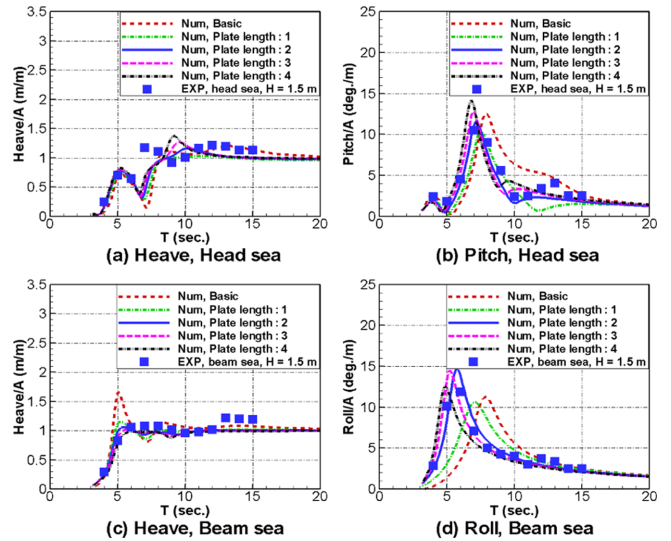 3.5
3
2.5
2
1.5
1
0.5
0
Heave/A (m/m)
Num, Basic
Num, Plate length : 1
Num, Plate length : 2
Num, Plate length : 3
Num, Plate length : 4
EXP, head sea, H = 1.5 m
0 5 10 15 20
T (sec.)
(a) Heave, Head sea
25
20
15
10
5
0
Pitch/A (deg./m)
Num, Basic
Num, Plate length : 1
Num, Plate length : 2
Num, Plate length : 3
Num, Plate length : 4
EXP, head sea, H = 1.5 m
0 5 10 15 20
T (sec.)
(b) Pitch, Head sea
3.5
3
2.5
2
1.5
1
0.5
0
Heave/A (m/m)
Num, Basic
Num, Plate length : 1
Num, Plate length : 2
Num, Plate length : 3
Num, Plate length : 4
EXP, beam sea, H = 1.5 m
0 5 10 15 20
T (sec.)
(c) Heave, Beam sea
25
20
15
10
5
0
Roll/A (deg./m)
Num, Basic
Num, Plate length : 1
Num, Plate length : 2
Num, Plate length : 3
Num, Plate length : 4
EXP, beam sea, H = 1.5 m
0 5 10 15 20
T (sec.)
(d) Roll, Beam sea